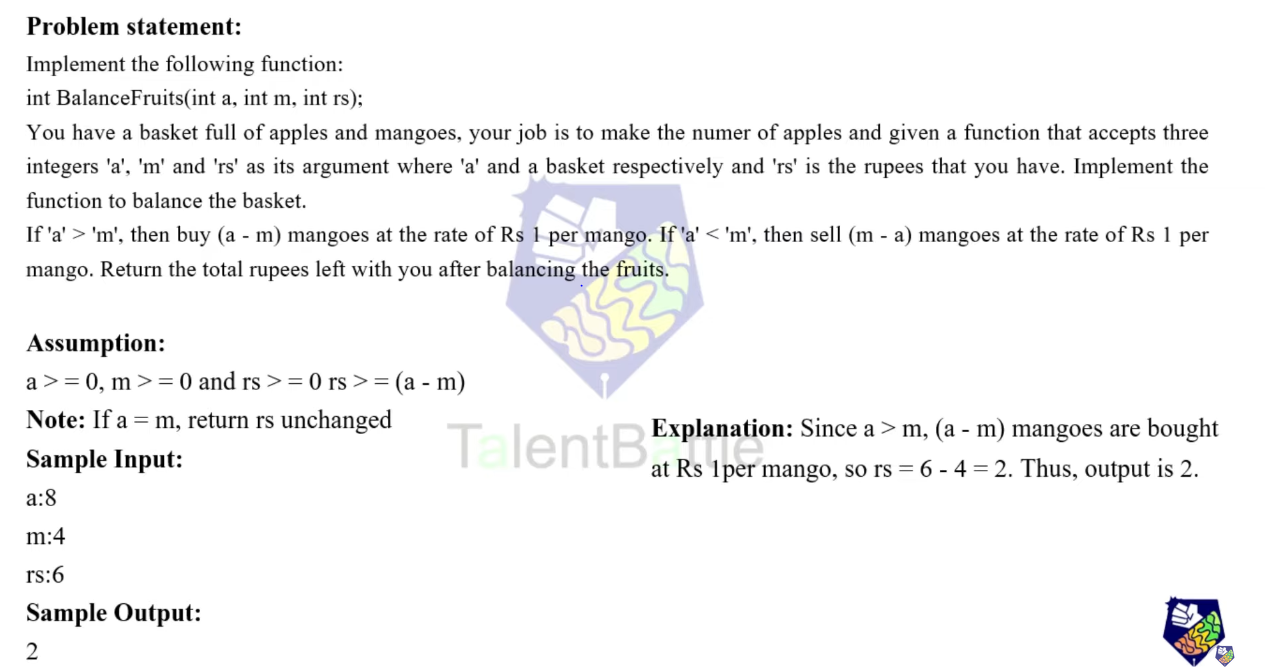 Problem statement:
Implement the following function:
int BalanceFruits(int a, int m, int rs);
You have a basket full of apples and mangoes, your job is to make the numer of apples and given a function that accepts three
integers 'a', 'm' and 'rs' as its argument where 'a' and a basket respectively and 'rs' is the rupees that you have. Implement the
function to balance the basket.
If 'a' > 'm', then buy (a - m) mangoes at the rate of Rs 1 per mango. If 'a' < 'm', then sell (m - a) mangoes at the rate of Rs 1 per
mango. Return the total rupees left with you after balancing the fruits.
Assumption:
a > = 0, m > = 0 and rs > = 0 rs > = (a - m)
Note: If a = m, return rs unchanged
Sample Input:
a:8
m:4
rs:6
Sample Output:
2
Explanation: Since a > m, (a - m) mangoes are bought
at Rs 1per mango, so rs = 6 - 4 = 2. Thus, output is 2.
TalentBattle